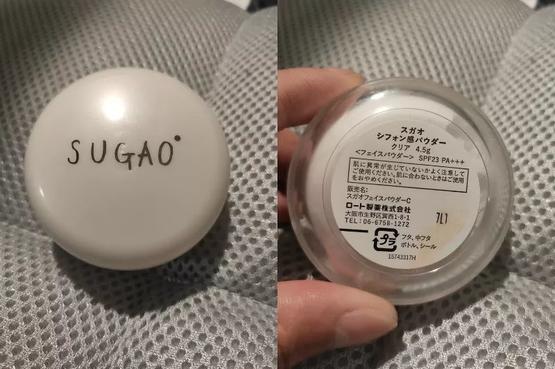 SUGAO
スガオ
シフォン感パウダー
クリア 4.5g
<フェイスパウダー> SPF23 PA+++
肌に異常が生じていないかよく注意して
ご使用ください。肌に合わないときはご使用
をおやめください。
販売名:
スガオフェイスパウダーC
ロート製薬株式会社
大阪市生野区巽西1-8-1
TEL:06-6758-1272
7L1
プラ
フタ、中フタ
ボトル、シール
15743317H